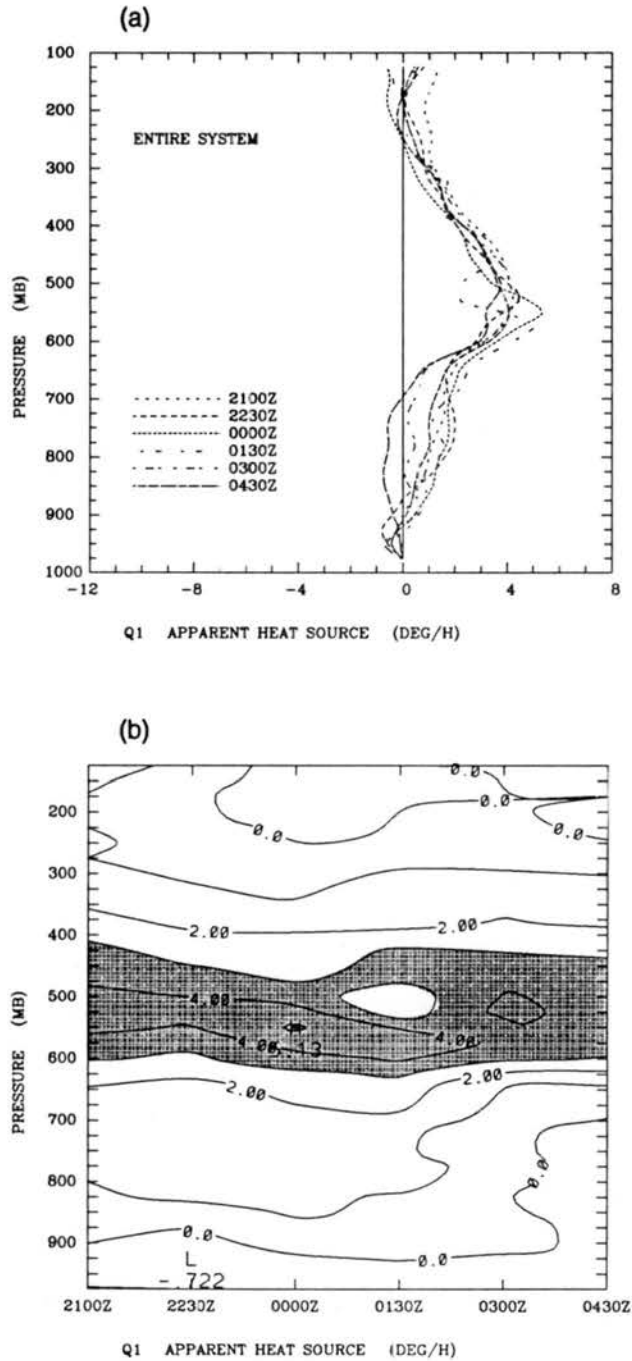 (a)
100
200
300
400
500
600
700
800
900
1000
PRESSURE (MB)
ENTIRE SYSTEM
2100Z
2230Z
0000Z
0130Z
0300Z
0430Z
-12 -8 -4 0 4 8
Q1 APPARENT HEAT SOURCE (DEG/H)
(b)
200
300
400
500
600
700
800
900
PRESSURE (MB)
0.0
0.0
0.0
0.0
2.00
2.00
4.00
4.00
4.00
2.00
2.00
0.0
0.0
0.0
L
-.722
2100Z 2230Z 0000Z 0130Z 0300Z 0430Z
Q1 APPARENT HEAT SOURCE (DEG/H)